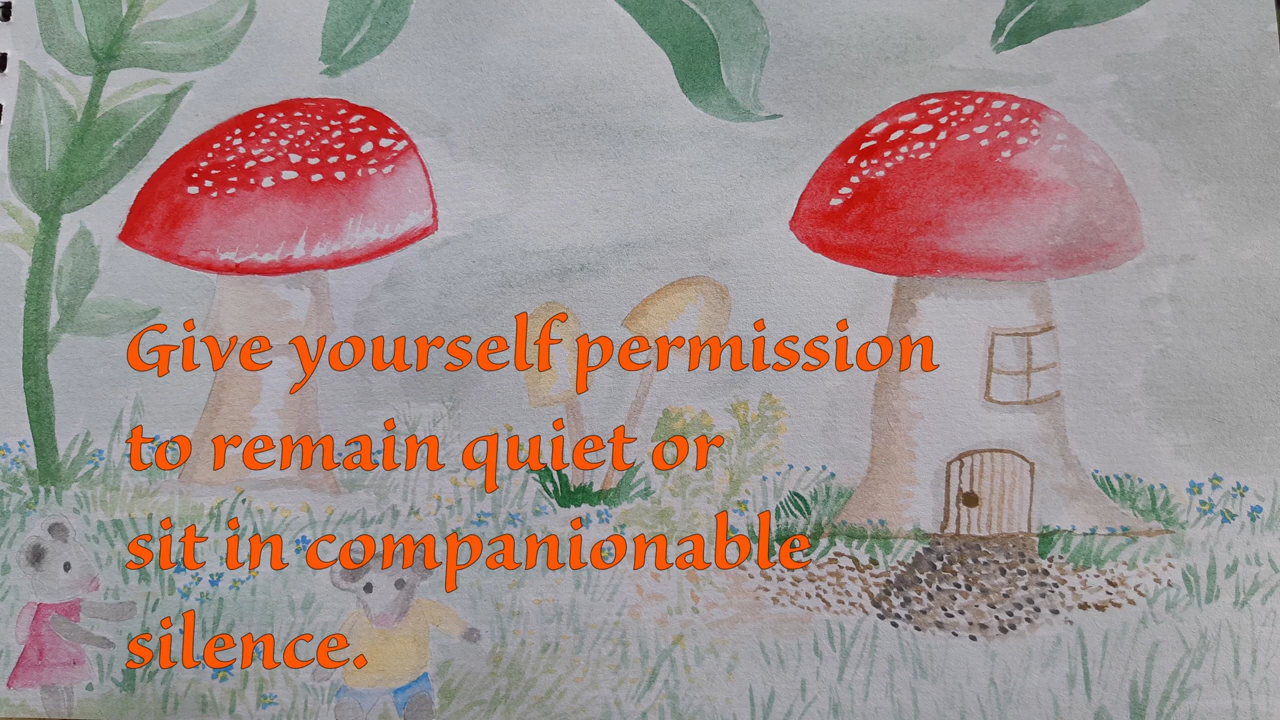 Give yourself permission
to remain quiet or
sit in companionable
silence.